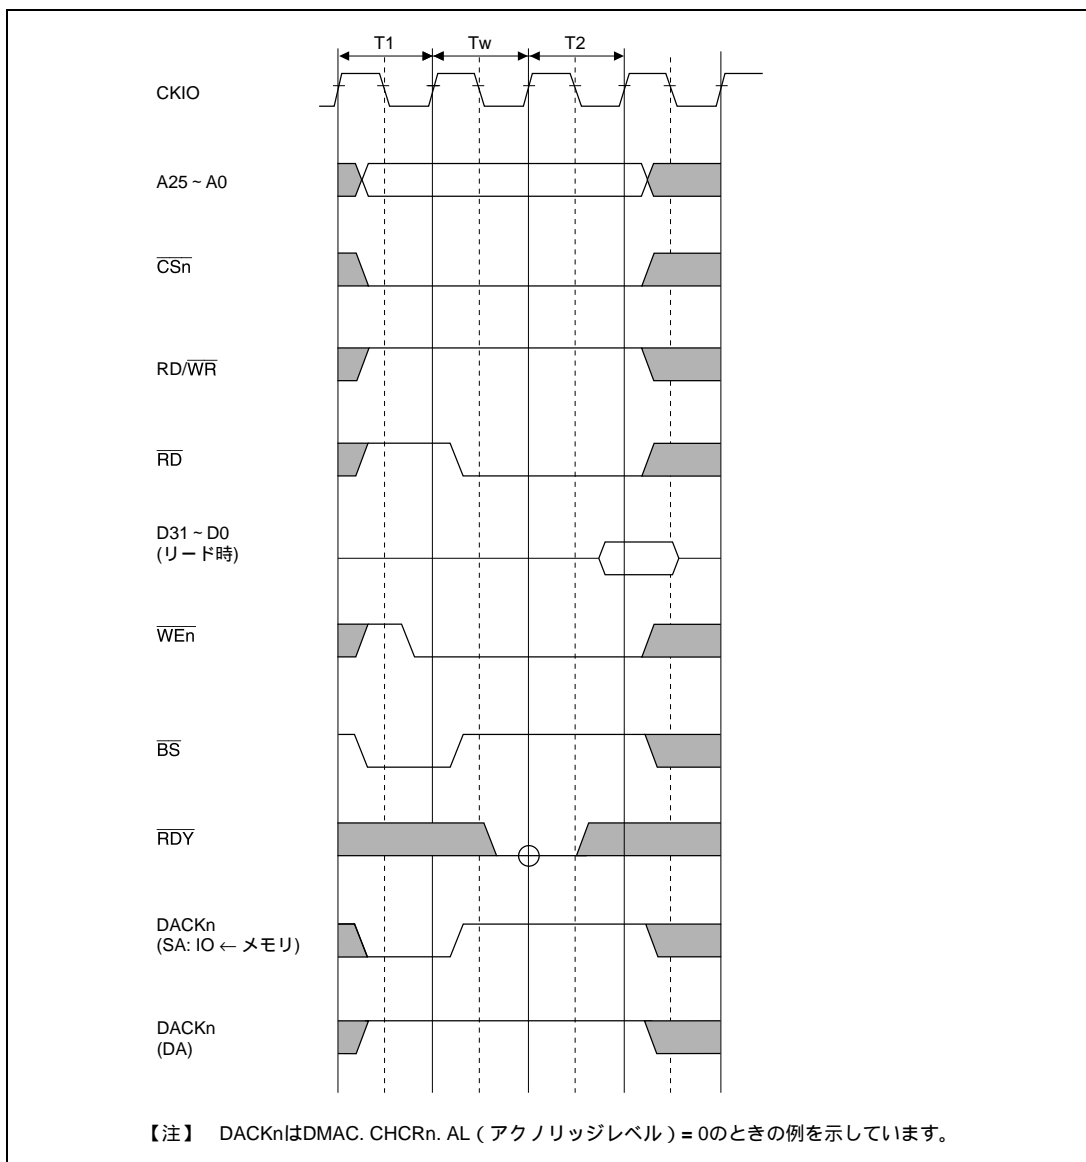 T1 Tw T2
CKIO
A25 ~ A0
CSn
RD/WR
RD
D31 ~ D0
(リード時)
WEn
BS
RDY
DACKn
(SA: IO ← メモリ)
DACKn
(DA)
【注】 DACKnはDMAC. CHCRn. AL（アクノリッジレベル）= 0のときの例を示しています。